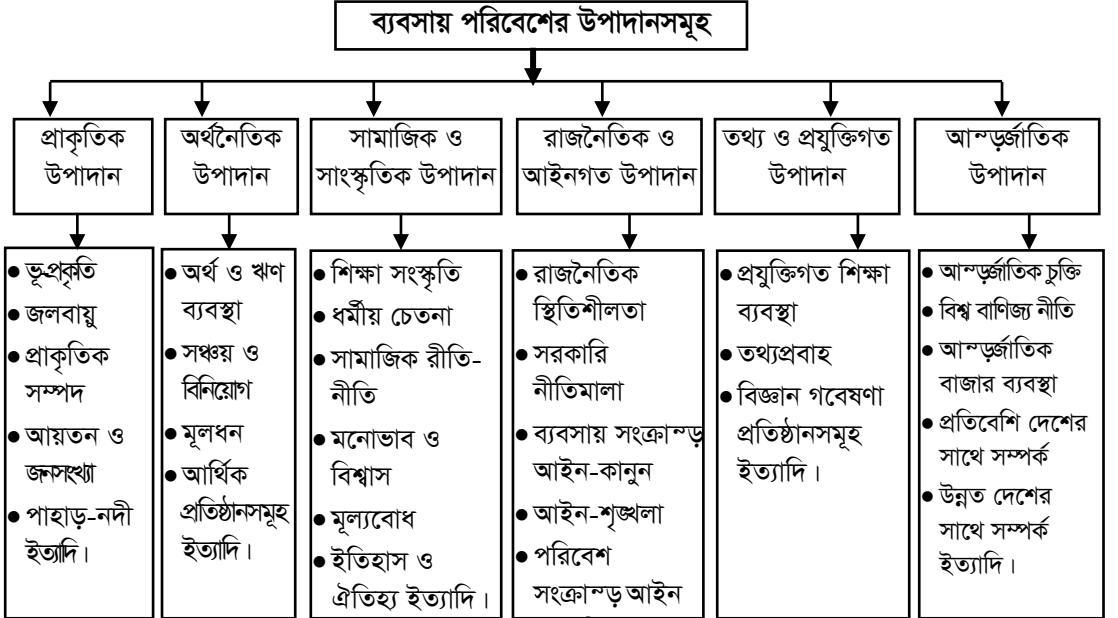 ব্যবসায় পরিবেশের উপাদানসমূহ
প্রাকৃতিক
উপাদান
অর্থনৈতিক
উপাদান
সামাজিক ও
সাংস্কৃতিক উপাদান
রাজনৈতিক ও
আইনগত উপাদান
তথ্য ও প্রযুক্তিগত
উপাদান
আন্ড়র্জাতিক
উপাদান
● ভূ-প্রকৃতি
● জলবায়ু
● প্রাকৃতিক
সম্পদ
● আয়তন ও
জনসংখ্যা
● পাহাড়-নদী
ইত্যাদি।
● অর্থ ও ঋণ
ব্যবস্থা
● সঞ্চয় ও
বিনিয়োগ
● মূলধন
● আর্থিক
প্রতিষ্ঠানসমূহ
ইত্যাদি।
● শিক্ষা সংস্কৃতি
● ধর্মীয় চেতনা
● সামাজিক রীতি-
নীতি
● মনোভাব ও
বিশ্বাস
● মূল্যবোধ
● ইতিহাস ও
ঐতিহ্য ইত্যাদি।
● রাজনৈতিক
স্থিতিশীলতা
● সরকারি
নীতিমালা
● ব্যবসায় সংক্রান্ড়
আইন-কানুন
● আইন-শৃঙ্খলা
● পরিবেশ
সংক্রান্ড় আইন
● প্রযুক্তিগত শিক্ষা
ব্যবস্থা
● তথ্যপ্রবাহ
● বিজ্ঞান গবেষণা
প্রতিষ্ঠানসমূহ
ইত্যাদি।
● আন্ড়র্জাতিক চুক্তি
● বিশ্ব বাণিজ্য নীতি
● আন্ড়র্জাতিক
বাজার ব্যবস্থা
● প্রতিবেশি দেশের
সাথে সম্পর্ক
● উন্নত দেশের
সাথে সম্পর্ক
ইত্যাদি।